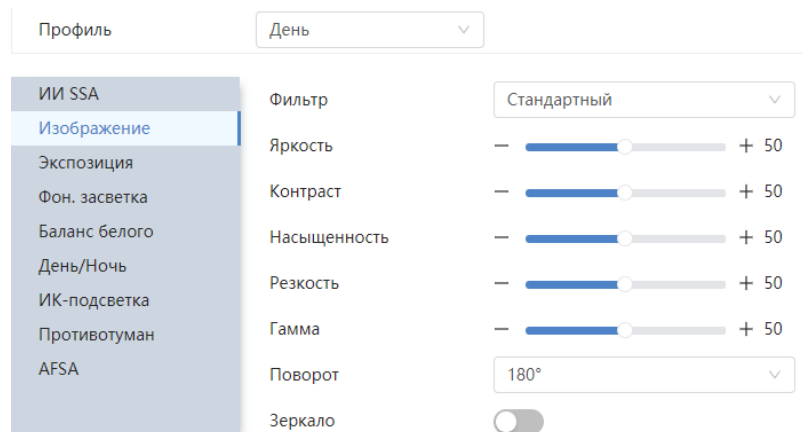 Профиль День
ИИ SSA
Изображение
Экспозиция
Фон. засветка
Баланс белого
День/Ночь
ИК-подсветка
Противотуман
AFSA
Фильтр Стандартный
Яркость − + 50
Контраст − + 50
Насыщенность − + 50
Резкость − + 50
Гамма − + 50
Поворот 180°
Зеркало